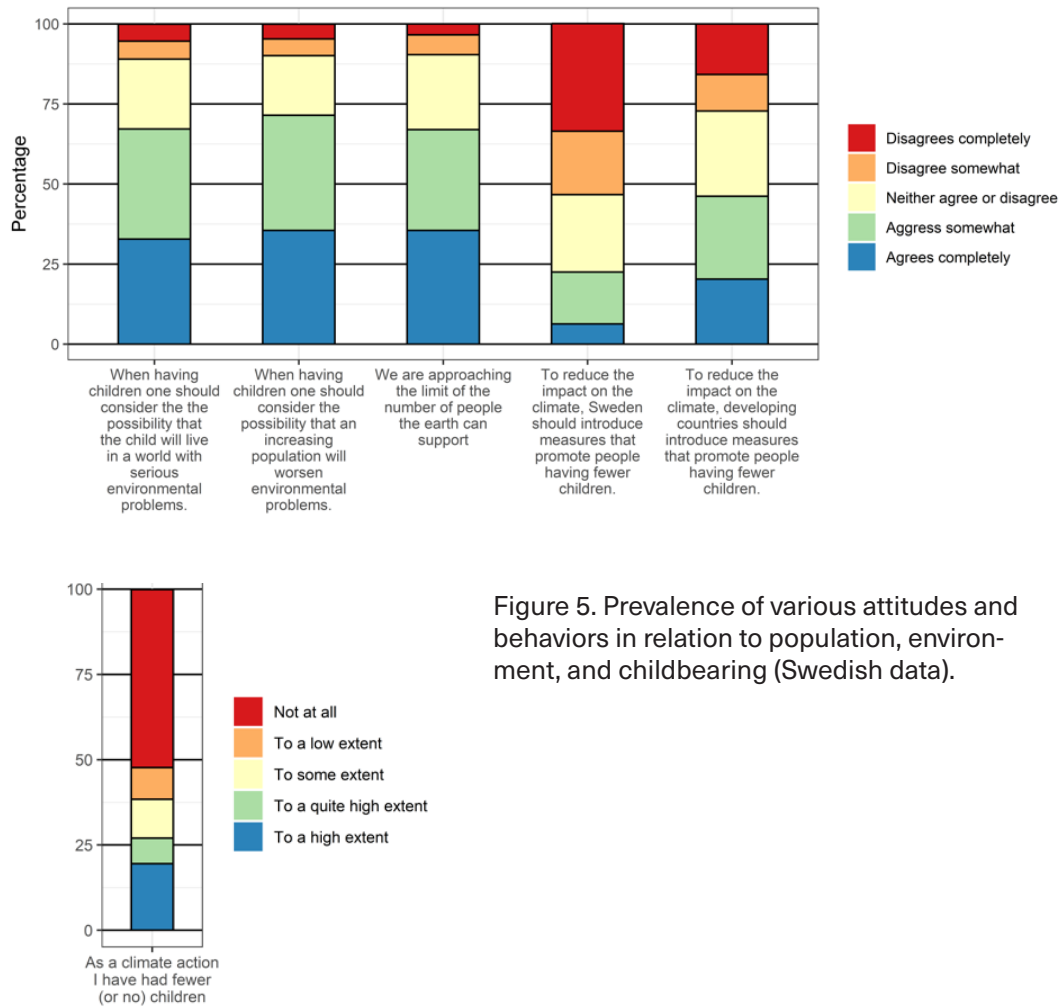 100
75
50
25
0
Percentage
Disagrees completely
Disagree somewhat
Neither agree or disagree
Aggress somewhat
Agrees completely
When having
children one should
consider the the
possibility that
the child will live
in a world with
serious
environmental
problems.
When having
children one should
consider the
possibility that an
increasing
population will
worsen
environmental
problems.
We are approaching
the limit of the
number of people
the earth can
support
To reduce the
impact on the
climate, Sweden
should introduce
measures that
promote people
having fewer
children.
To reduce the
impact on the
climate, developing
countries should
introduce measures
that promote people
having fewer
children.
100
75
50
25
0
Not at all
To a low extent
To some extent
To a quite high extent
To a high extent
As a climate action
I have had fewer
(or no) children
Figure 5. Prevalence of various attitudes and
behaviors in relation to population, environ-
ment, and childbearing (Swedish data).